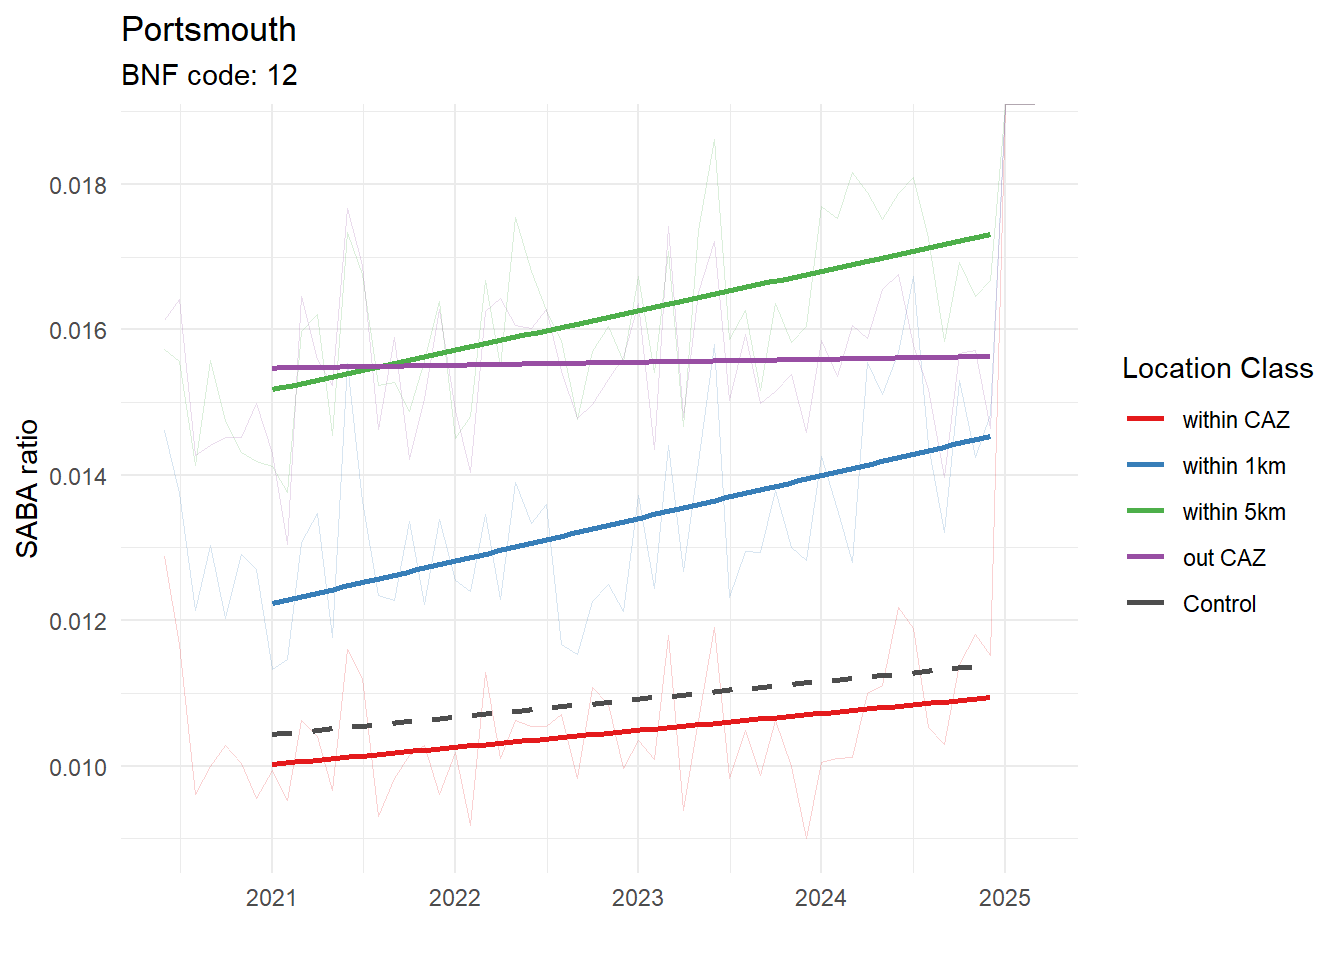 Portsmouth
BNF code: 12
0.018
0.016
0.014
0.012
0.010
SABA ratio
2021
2022
2023
2024
2025
Location Class
within CAZ
within 1km
within 5km
out CAZ
Control